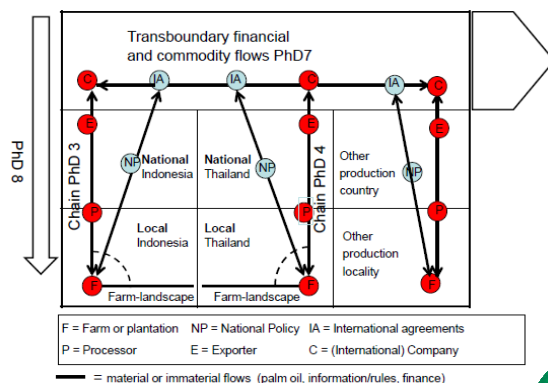 Transboundary financial
and commodity flows PhD7
C IA IA C IA C
E E E
PhD 8
Chain PhD 3
National
Indonesia
NP
National
Thailand
NP
Chain PhD 4
Other
production
country
NP
P P P
Local
Indonesia
Local
Thailand
Other
production
locality
F F F
Farm-landscape Farm-landscape
F = Farm or plantation NP = National Policy IA = International agreements
P = Processor E = Exporter C = (International) Company
= material or immaterial flows (palm oil, information/rules, finance)